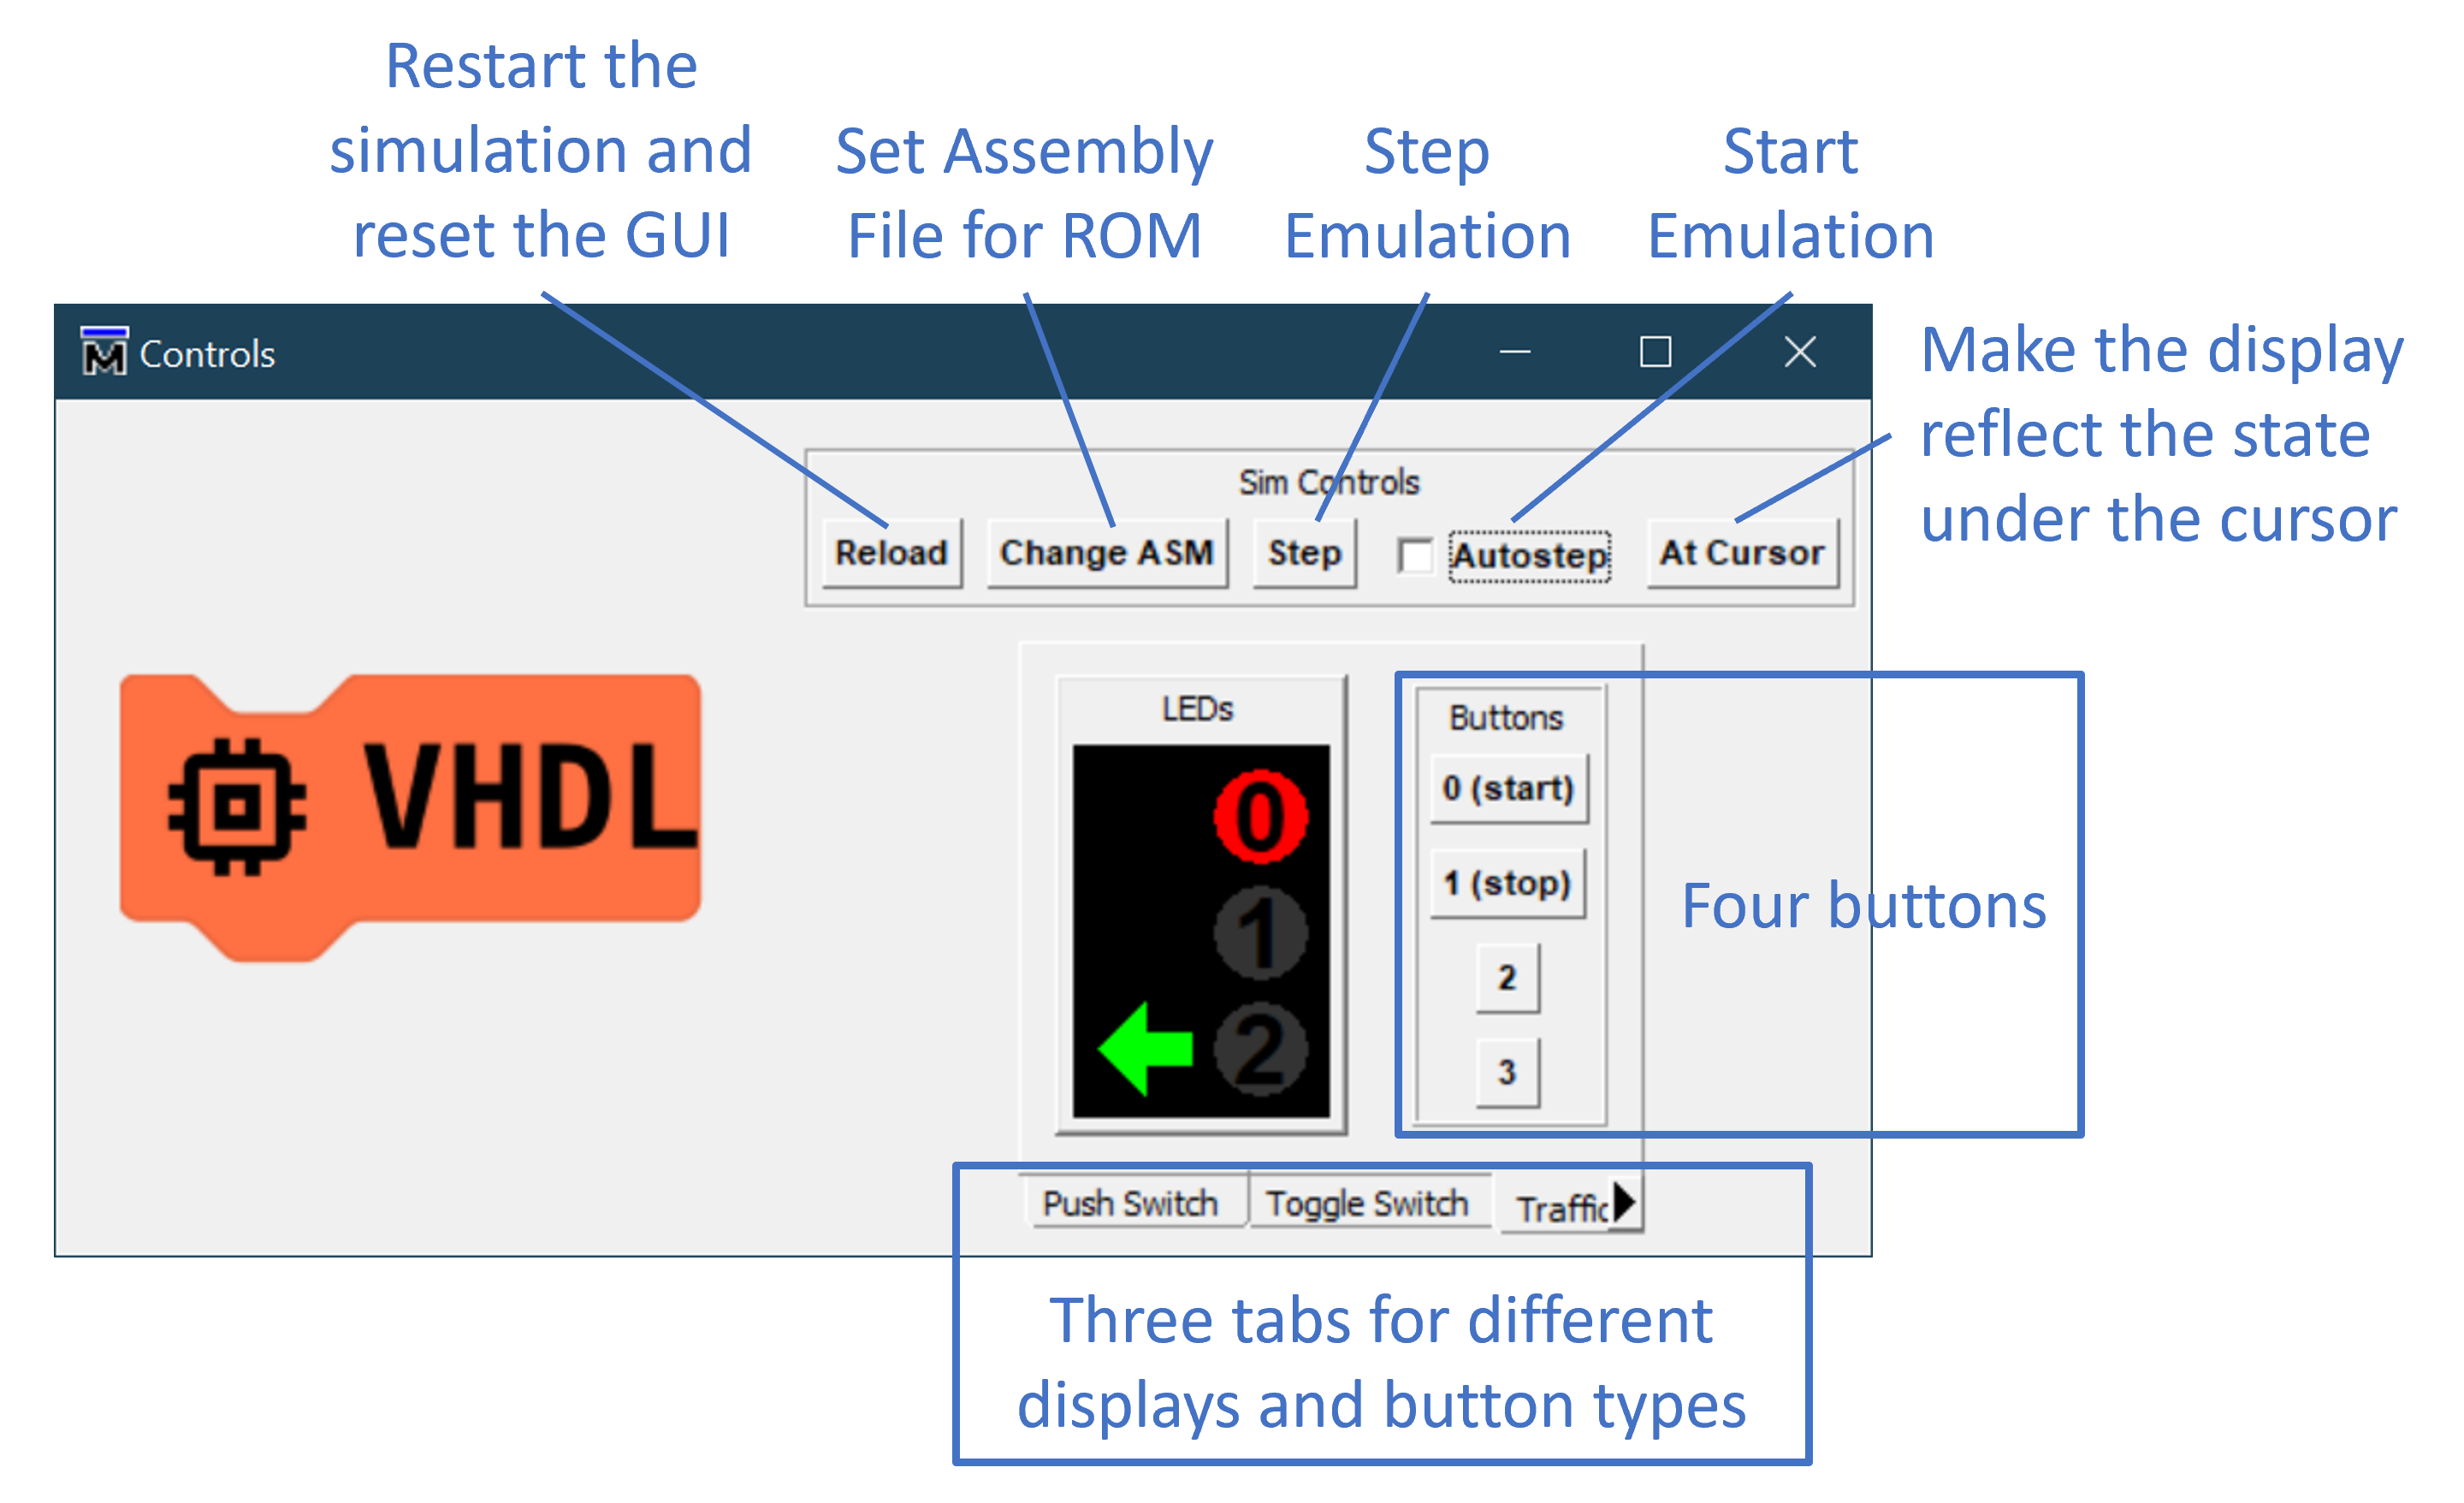 Restart the
simulation and
reset the GUI
Set Assembly
File for ROM
Step
Emulation
Start
Emulation
Make the display
reflect the state
under the cursor
Controls
Sim Controls
Reload
Change ASM
Step
Autostep
At Cursor
VHDL
LEDs
0
1
2
Buttons
0 (start)
1 (stop)
2
3
Four buttons
Push Switch
Toggle Switch
Traffic
Three tabs for different
displays and button types